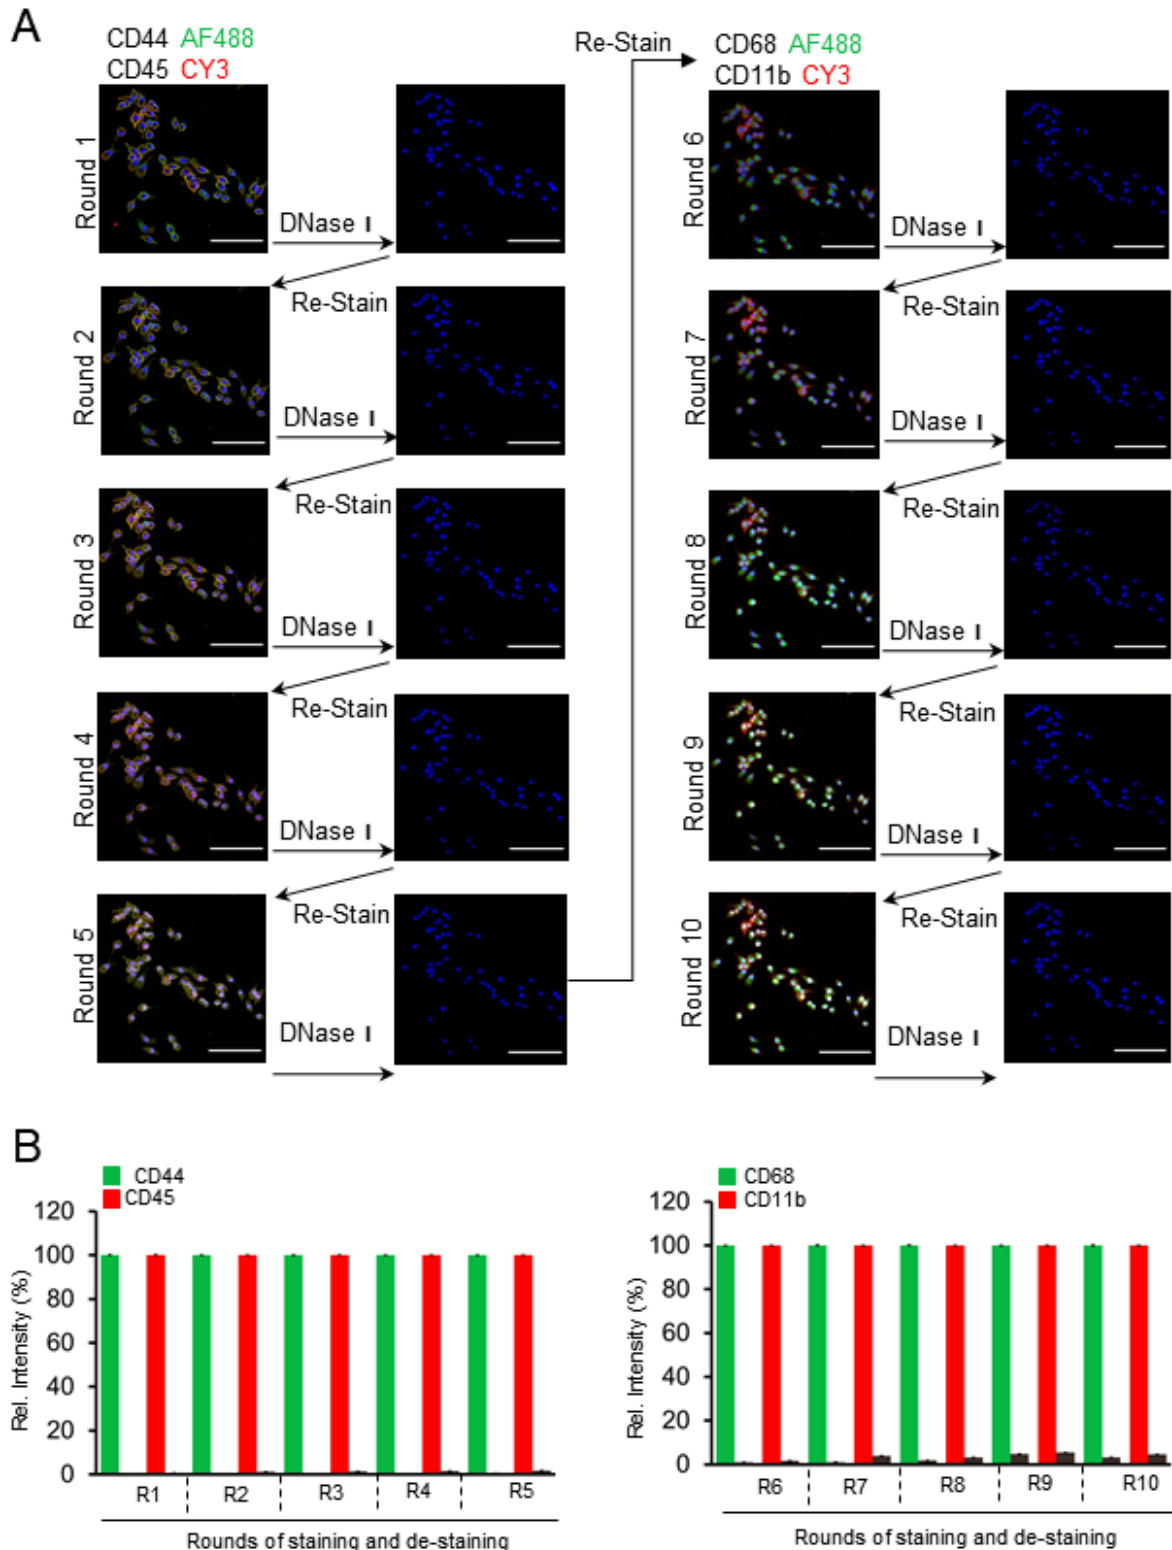 A
CD44 AF488
CD45 CY3
Re-Stain
CD68 AF488
CD11b CY3
Round 1
DNase I
Re-Stain
Round 2
DNase I
Re-Stain
Round 3
DNase I
Re-Stain
Round 4
DNase I
Re-Stain
Round 5
DNase I
Round 6
DNase I
Re-Stain
Round 7
DNase I
Re-Stain
Round 8
DNase I
Re-Stain
Round 9
DNase I
Re-Stain
Round 10
DNase I
B
CD44
CD45
Rel. Intensity (%)
120
100
80
60
40
20
0
R1 R2 R3 R4 R5
Rounds of staining and de-staining
CD68
CD11b
Rel. Intensity (%)
120
100
80
60
40
20
0
R6 R7 R8 R9 R10
Rounds of staining and de-staining